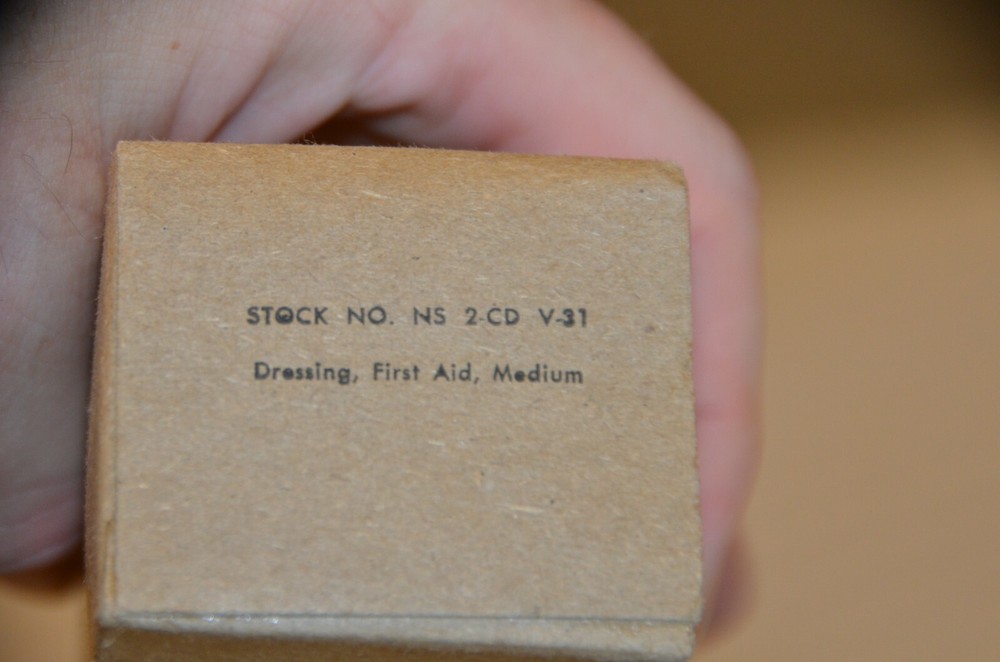 STOCK NO. NS 2-CD V-31
Dressing, First Aid, Medium